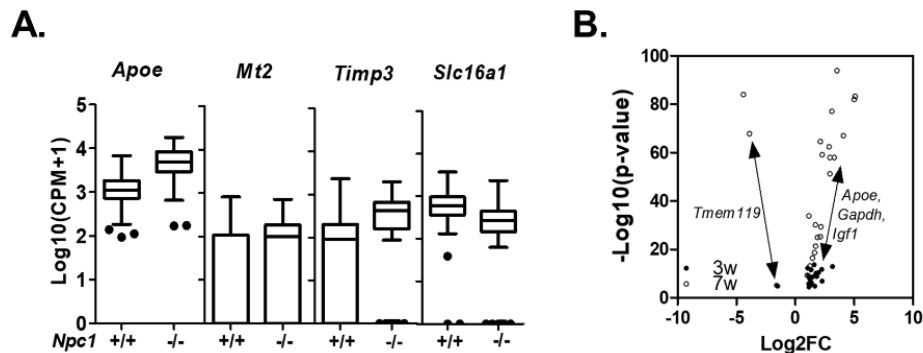 A.
Apoe Mt2 Timp3 Slc16a1
Log10(CPM+1)
5
4
3
2
1
0
Npc1 +/+ -/- +/+ -/- +/+ -/- +/+ -/-
B.
-Log10(p-value)
100
80
60
40
20
0
Tmem119
Apoe,
Gapdh,
Igf1
3w
7w
-10 -5 0 5 10
Log2FC